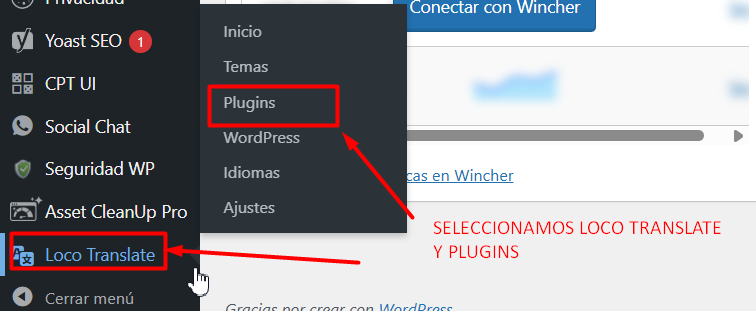 Privacidad
Yoast SEO 1
CPT UI
Social Chat
Seguridad WP
Asset CleanUp Pro
Loco Translate
Cerrar menú
Inicio
Temas
Plugins
WordPress
Idiomas
Ajustes
Conectar con Wincher
cas en Wincher
SELECCIONAMOS LOCO TRANSLATE
Y PLUGINS
Gracias por crear con WordPress